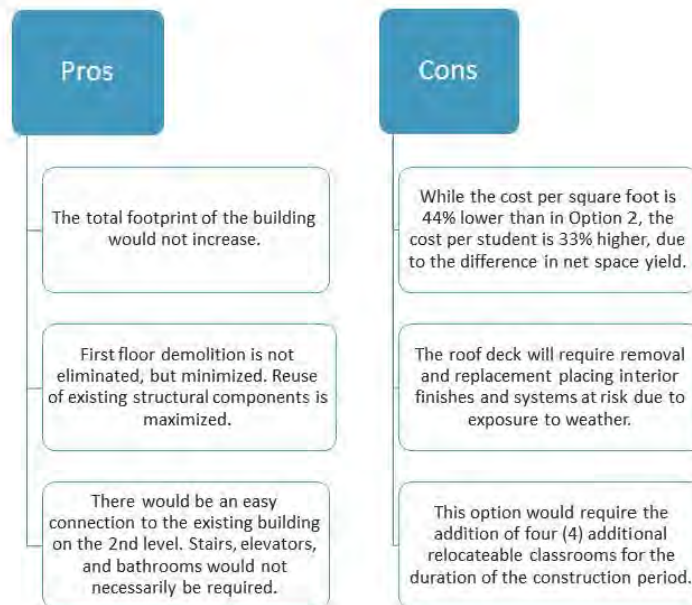 Pros
The total footprint of the building
would not increase.
First floor demolition is not
eliminated, but minimized. Reuse
of existing structural components is
maximized.
There would be an easy
connection to the existing building
on the 2nd level. Stairs, elevators,
and bathrooms would not
necessarily be required.
Cons
While the cost per square foot is
44% lower than in Option 2, the
cost per student is 33% higher, due
to the difference in net space yield.
The roof deck will require removal
and replacement placing interior
finishes and systems at risk due to
exposure to weather.
This option would require the
addition of four (4) additional
relocateable classrooms for the
duration of the construction period.